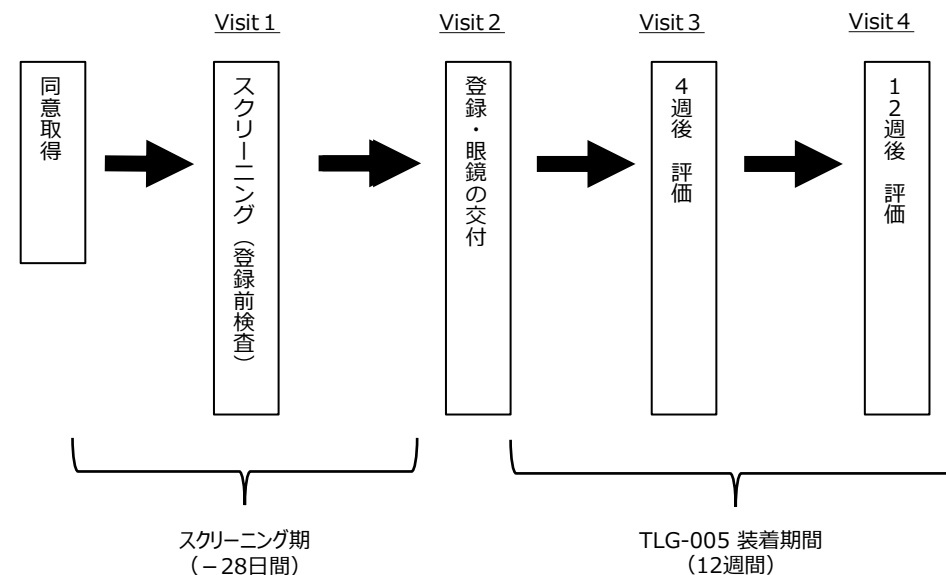 Visit 1
Visit 2
Visit 3
Visit 4
同意取得
スクリーニング（登録前検査）
登録・眼鏡の交付
4週後　評価
12週後　評価
スクリーニング期
（－28日間）
TLG-005 装着期間
（12週間）